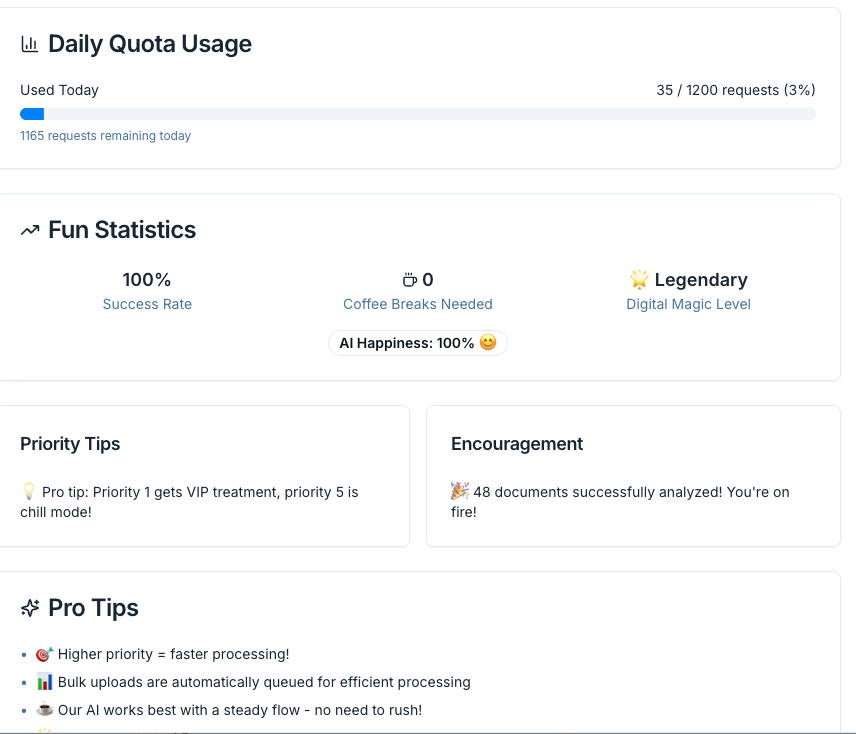 Daily Quota Usage
Used Today
35 / 1200 requests (3%)
1165 requests remaining today
Fun Statistics
100%
Success Rate
0
Coffee Breaks Needed
🌟 Legendary
Digital Magic Level
AI Happiness: 100% 😊
Priority Tips
💡 Pro tip: Priority 1 gets VIP treatment, priority 5 is
chill mode!
Encouragement
🎉 48 documents successfully analyzed! You're on
fire!
Pro Tips
• 🎯 Higher priority = faster processing!
• 📊 Bulk uploads are automatically queued for efficient processing
• ☕ Our AI works best with a steady flow - no need to rush!